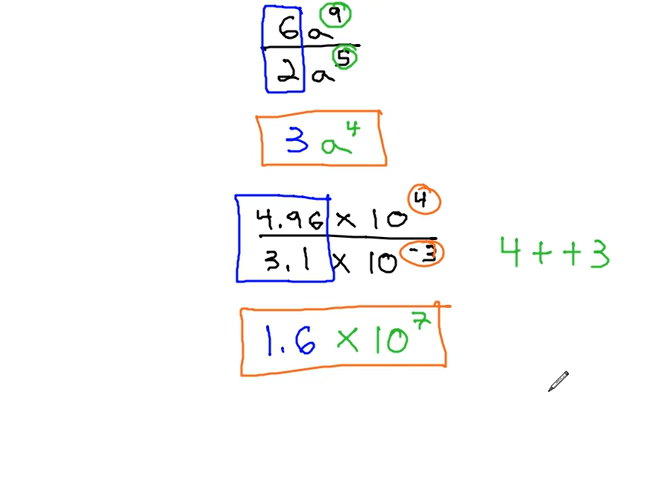 6a⁹
2a⁵
3a⁴
4.96 × 10⁴
3.1 × 10⁻³
4 + + 3
1.6 × 10⁷